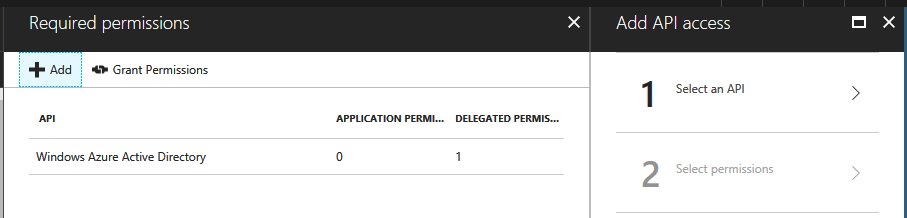 Required permissions
Add Grant Permissions
API APPLICATION PERMI... DELEGATED PERMIS...
Windows Azure Active Directory 0 1
Add API access
1 Select an API
2 Select permissions